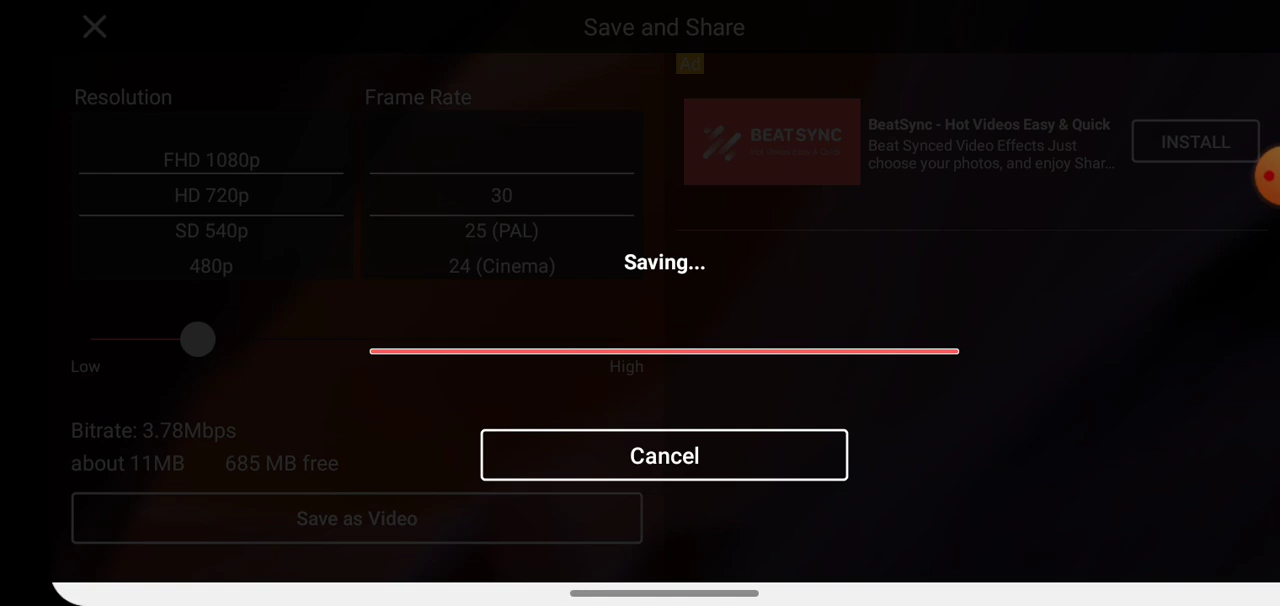 Save and Share
Ad
Resolution
Frame Rate
FHD 1080p
HD 720p
SD 540p
480p
30
25 (PAL)
24 (Cinema)
BEATSYNC
BeatSync - Hot Videos Easy & Quick
Beat Synced Video Effects Just
choose your photos, and enjoy Shar...
INSTALL
Saving...
Low
High
Bitrate: 3.78Mbps
about 11MB
685 MB free
Cancel
Save as Video